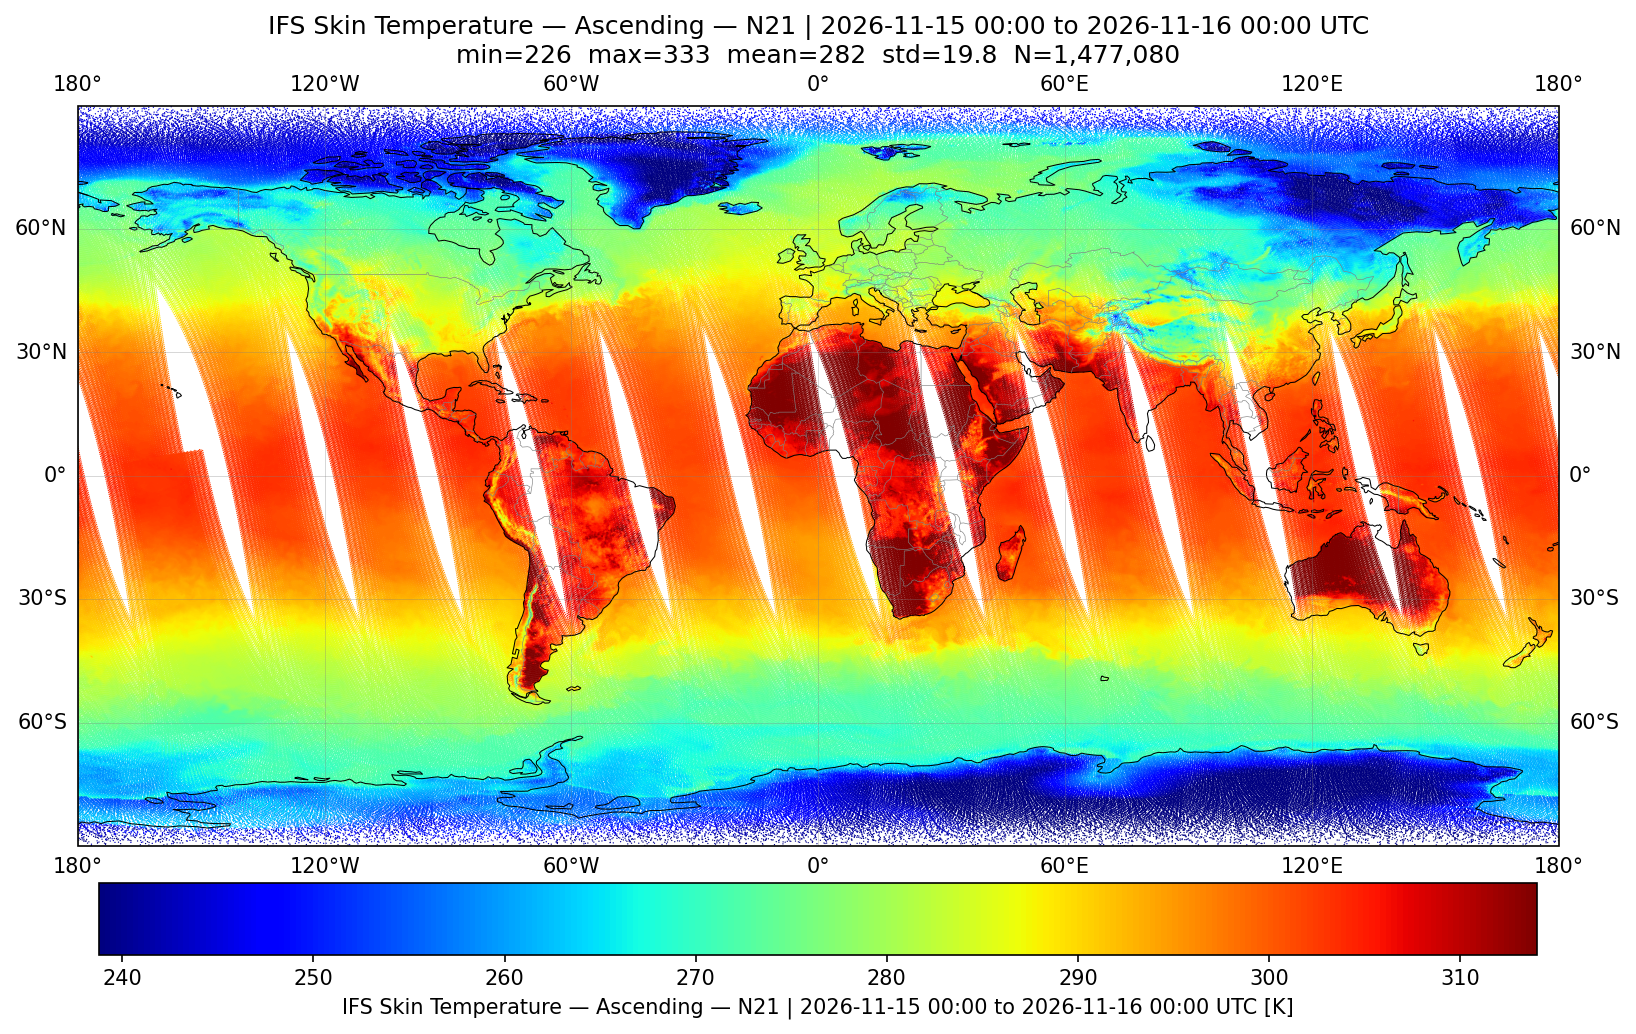 IFS Skin Temperature — Ascending — N21 | 2026-11-15 00:00 to 2026-11-16 00:00 UTC
min=226  max=333  mean=282  std=19.8  N=1,477,080
180° 120°W 60°W 0° 60°E 120°E 180°
60°N 60°N
30°N 30°N
0° 0°
30°S 30°S
60°S 60°S
180° 120°W 60°W 0° 60°E 120°E 180°
240 250 260 270 280 290 300 310
IFS Skin Temperature — Ascending — N21 | 2026-11-15 00:00 to 2026-11-16 00:00 UTC [K]